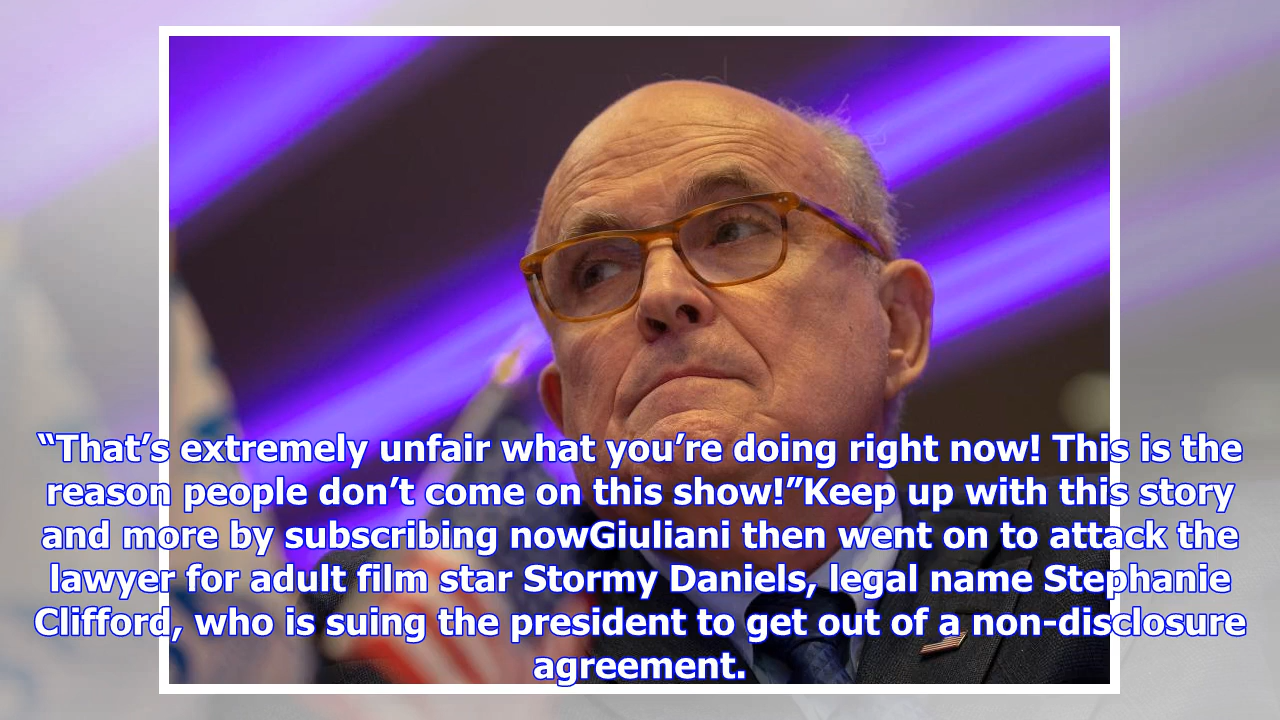 “That’s extremely unfair what you’re doing right now! This is the
reason people don’t come on this show!”Keep up with this story
and more by subscribing nowGiuliani then went on to attack the
lawyer for adult film star Stormy Daniels, legal name Stephanie
Clifford, who is suing the president to get out of a non-disclosure
agreement.